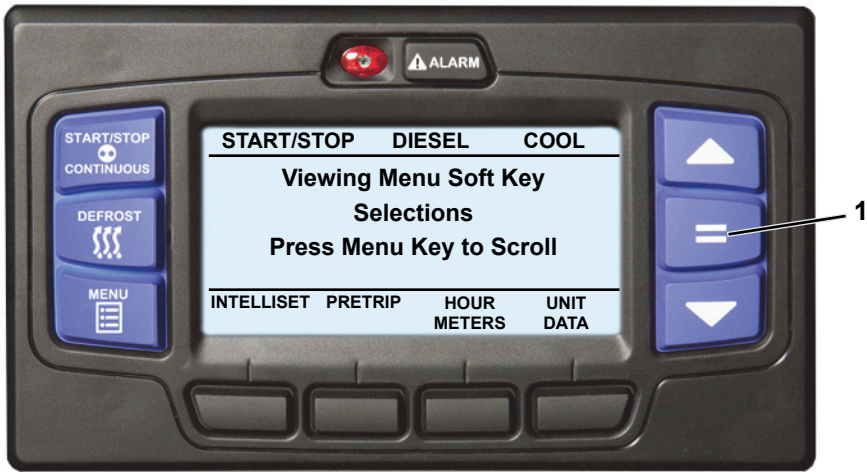 ALARM
START/STOP
CONTINUOUS
DEFROST
MENU
START/STOP DIESEL COOL
Viewing Menu Soft Key
Selections
Press Menu Key to Scroll
INTELLISET PRETRIP HOUR METERS UNIT DATA
1